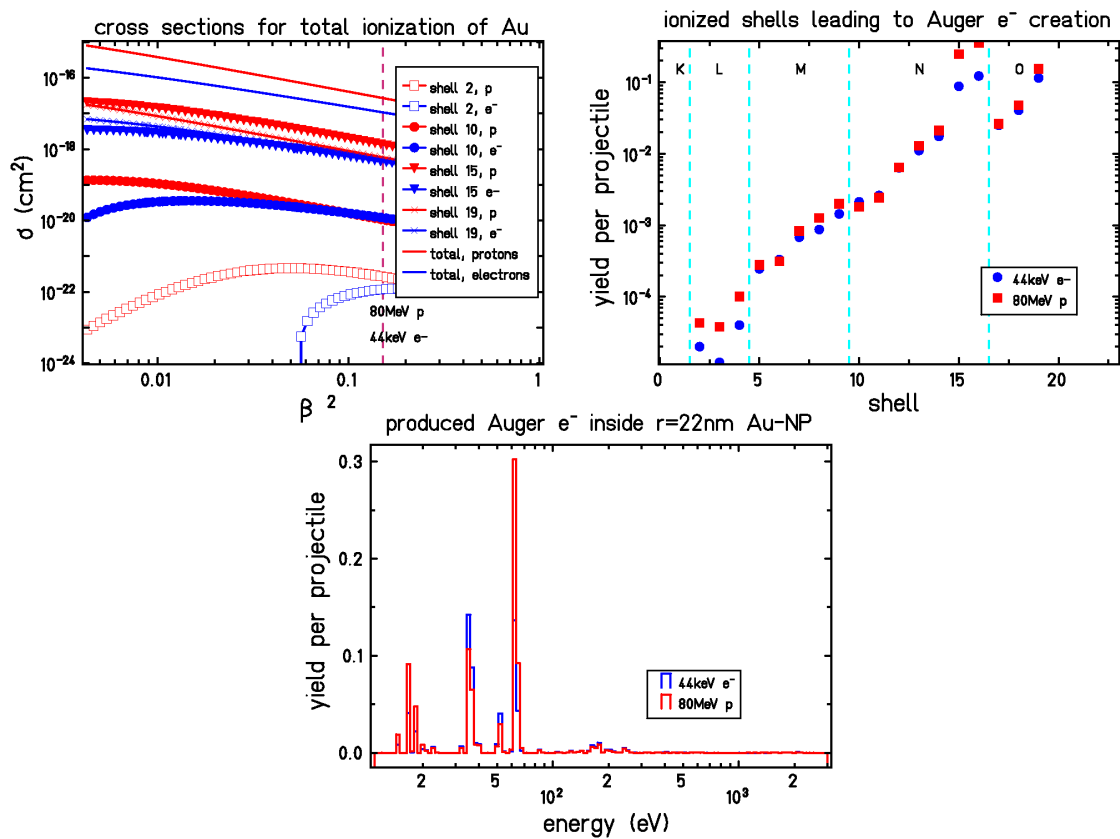 cross sections for total ionization of Au
σ (cm²)
10⁻¹⁶
10⁻¹⁸
10⁻²⁰
10⁻²²
10⁻²⁴
0.01
0.1
1
β ²
shell 2, p
shell 2, e⁻
shell 10, p
shell 10, e⁻
shell 15, p
shell 15 e-
shell 19, p
shell 19, e⁻
total, protons
total, electrons
80MeV p
44keV e-
ionized shells leading to Auger e⁻ creation
yield per projectile
10⁻¹
10⁻²
10⁻³
10⁻⁴
K
L
M
N
O
44keV e-
80MeV p
0
5
10
15
20
shell
produced Auger e⁻ inside r=22nm Au-NP
yield per projectile
0.3
0.2
0.1
0.0
44keV e⁻
80MeV p
2
5
10²
2
5
10³
2
energy (eV)